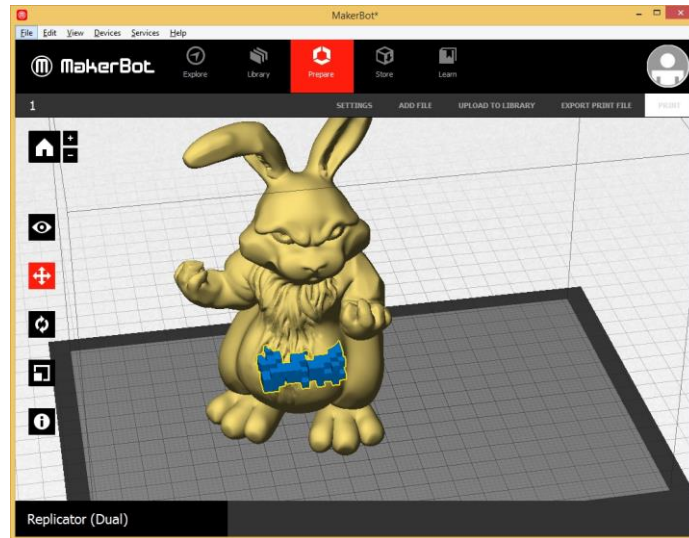 MakerBot*
File Edit View Devices Services Help
MakerBot
Explore Library Prepare Store Learn
1 SETTINGS ADD FILE UPLOAD TO LIBRARY EXPORT PRINT FILE PRINT
+
-
Replicator (Dual)